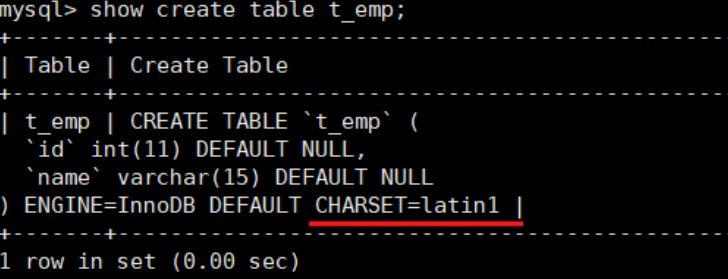 mysql> show create table t_emp;
+-------+-----------------------------------------------
| Table | Create Table
+-------+-----------------------------------------------
| t_emp | CREATE TABLE `t_emp` (
  `id` int(11) DEFAULT NULL,
  `name` varchar(15) DEFAULT NULL
) ENGINE=InnoDB DEFAULT CHARSET=latin1 |
+-------+-----------------------------------------------
1 row in set (0.00 sec)